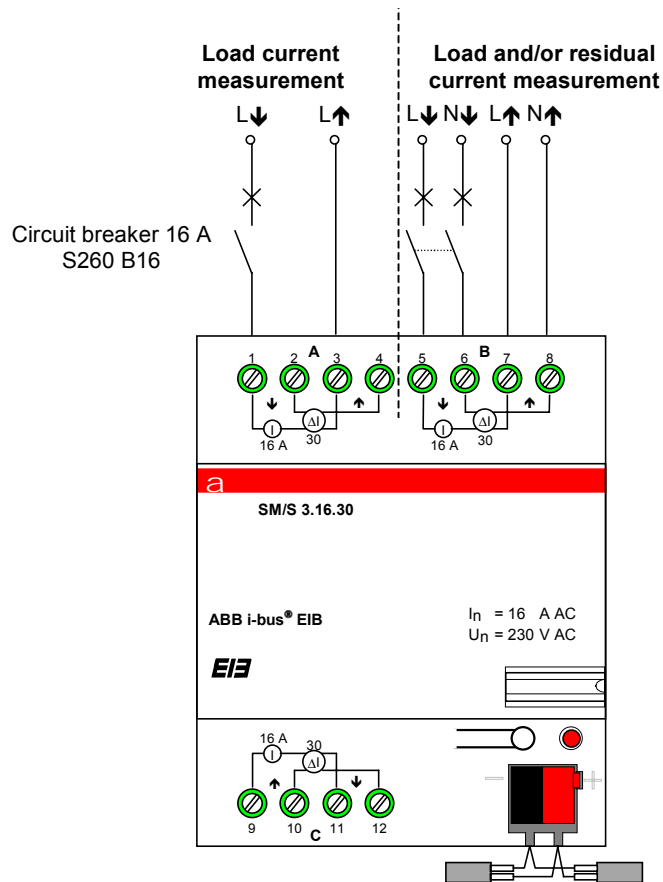 Load current
measurement
Load and/or residual
current measurement
L L L N L N
Circuit breaker 16 A
S260 B16
A B
1 2 3 4 5 6 7 8
I ΔI I ΔI
16 A 30 16 A 30
a
SM/S 3.16.30
ABB i-bus® EIB
In = 16 A AC
Un = 230 V AC
EIB
16 A 30
I ΔI
9 10 11 12
C